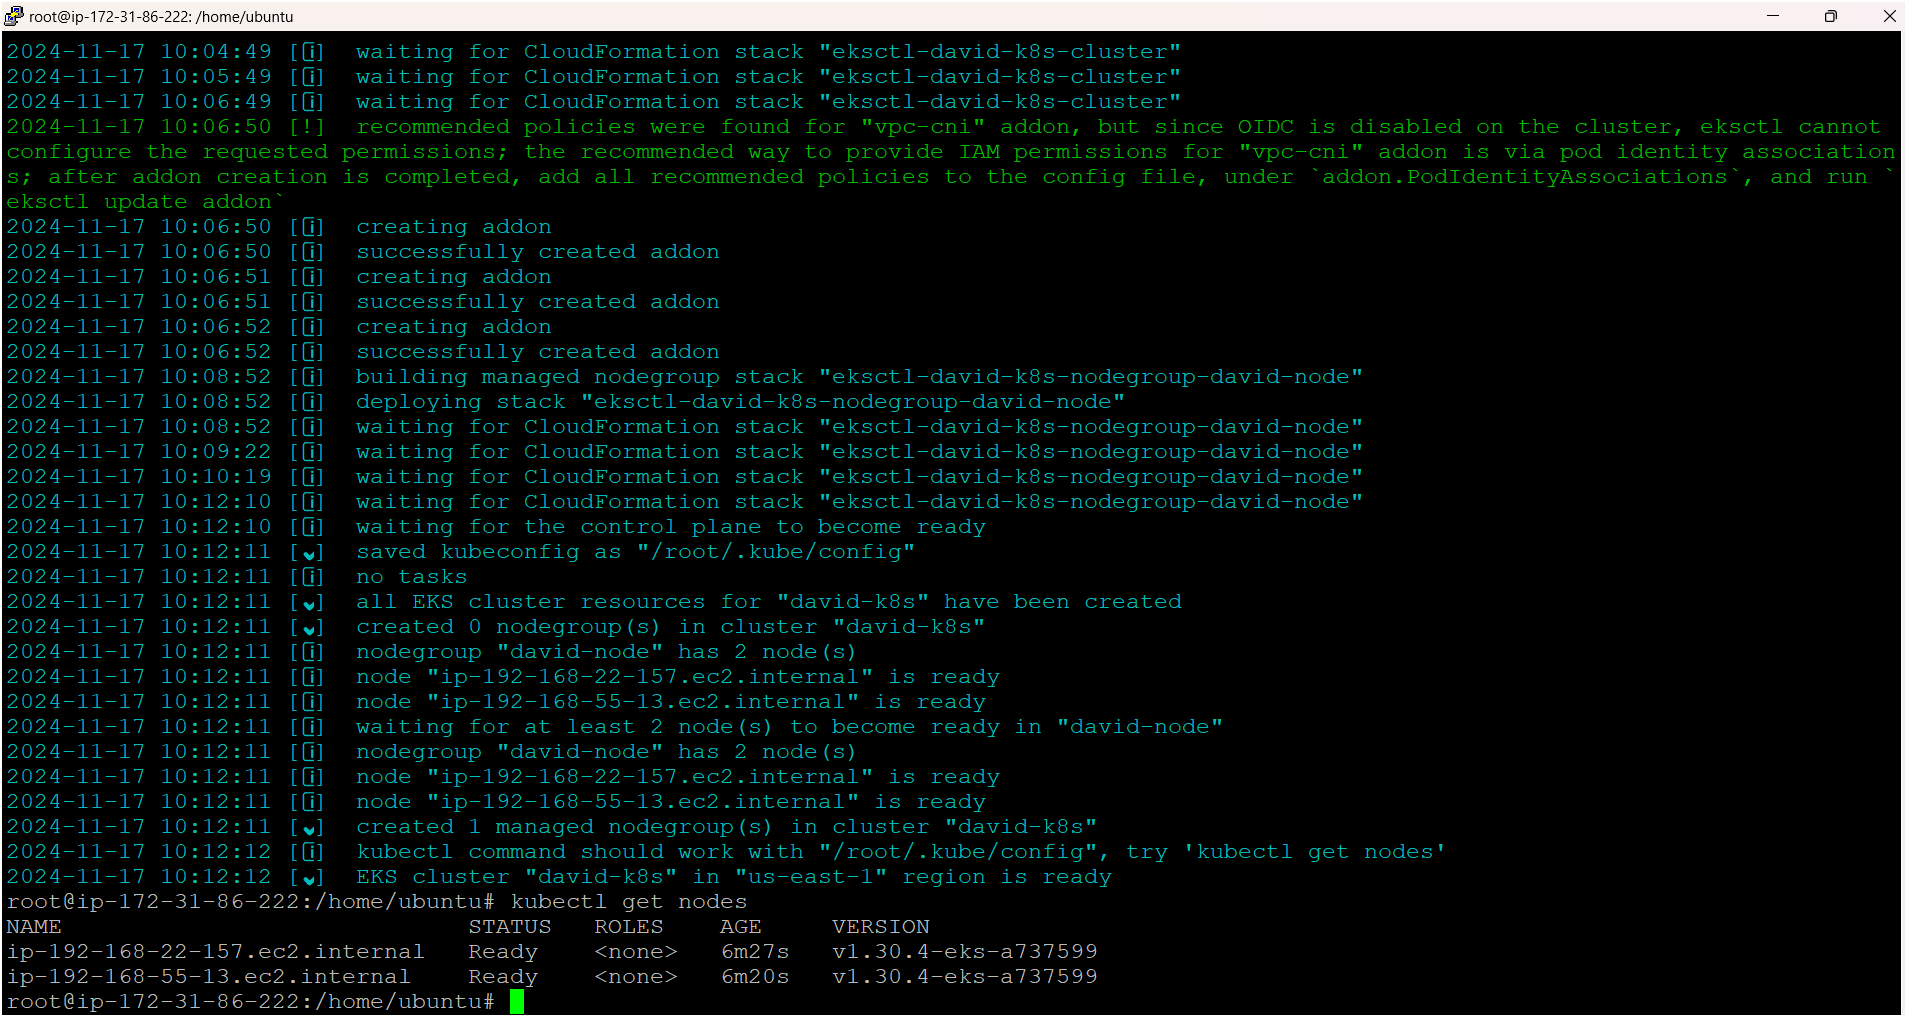 root@ip-172-31-86-222: /home/ubuntu
2024-11-17 10:04:49 [ℹ]  waiting for CloudFormation stack "eksctl-david-k8s-cluster"
2024-11-17 10:05:49 [ℹ]  waiting for CloudFormation stack "eksctl-david-k8s-cluster"
2024-11-17 10:06:49 [ℹ]  waiting for CloudFormation stack "eksctl-david-k8s-cluster"
2024-11-17 10:06:50 [!]  recommended policies were found for "vpc-cni" addon, but since OIDC is disabled on the cluster, eksctl cannot
configure the requested permissions; the recommended way to provide IAM permissions for "vpc-cni" addon is via pod identity association
s; after addon creation is completed, add all recommended policies to the config file, under `addon.PodIdentityAssociations`, and run `
eksctl update addon`
2024-11-17 10:06:50 [ℹ]  creating addon
2024-11-17 10:06:50 [ℹ]  successfully created addon
2024-11-17 10:06:51 [ℹ]  creating addon
2024-11-17 10:06:51 [ℹ]  successfully created addon
2024-11-17 10:06:52 [ℹ]  creating addon
2024-11-17 10:06:52 [ℹ]  successfully created addon
2024-11-17 10:08:52 [ℹ]  building managed nodegroup stack "eksctl-david-k8s-nodegroup-david-node"
2024-11-17 10:08:52 [ℹ]  deploying stack "eksctl-david-k8s-nodegroup-david-node"
2024-11-17 10:08:52 [ℹ]  waiting for CloudFormation stack "eksctl-david-k8s-nodegroup-david-node"
2024-11-17 10:09:22 [ℹ]  waiting for CloudFormation stack "eksctl-david-k8s-nodegroup-david-node"
2024-11-17 10:10:19 [ℹ]  waiting for CloudFormation stack "eksctl-david-k8s-nodegroup-david-node"
2024-11-17 10:12:10 [ℹ]  waiting for CloudFormation stack "eksctl-david-k8s-nodegroup-david-node"
2024-11-17 10:12:10 [ℹ]  waiting for the control plane to become ready
2024-11-17 10:12:11 [✔]  saved kubeconfig as "/root/.kube/config"
2024-11-17 10:12:11 [ℹ]  no tasks
2024-11-17 10:12:11 [✔]  all EKS cluster resources for "david-k8s" have been created
2024-11-17 10:12:11 [✔]  created 0 nodegroup(s) in cluster "david-k8s"
2024-11-17 10:12:11 [ℹ]  nodegroup "david-node" has 2 node(s)
2024-11-17 10:12:11 [ℹ]  node "ip-192-168-22-157.ec2.internal" is ready
2024-11-17 10:12:11 [ℹ]  node "ip-192-168-55-13.ec2.internal" is ready
2024-11-17 10:12:11 [ℹ]  waiting for at least 2 node(s) to become ready in "david-node"
2024-11-17 10:12:11 [ℹ]  nodegroup "david-node" has 2 node(s)
2024-11-17 10:12:11 [ℹ]  node "ip-192-168-22-157.ec2.internal" is ready
2024-11-17 10:12:11 [ℹ]  node "ip-192-168-55-13.ec2.internal" is ready
2024-11-17 10:12:11 [✔]  created 1 managed nodegroup(s) in cluster "david-k8s"
2024-11-17 10:12:12 [ℹ]  kubectl command should work with "/root/.kube/config", try 'kubectl get nodes'
2024-11-17 10:12:12 [✔]  EKS cluster "david-k8s" in "us-east-1" region is ready
root@ip-172-31-86-222:/home/ubuntu# kubectl get nodes
NAME                             STATUS   ROLES    AGE     VERSION
ip-192-168-22-157.ec2.internal   Ready    <none>   6m27s   v1.30.4-eks-a737599
ip-192-168-55-13.ec2.internal    Ready    <none>   6m20s   v1.30.4-eks-a737599
root@ip-172-31-86-222:/home/ubuntu#